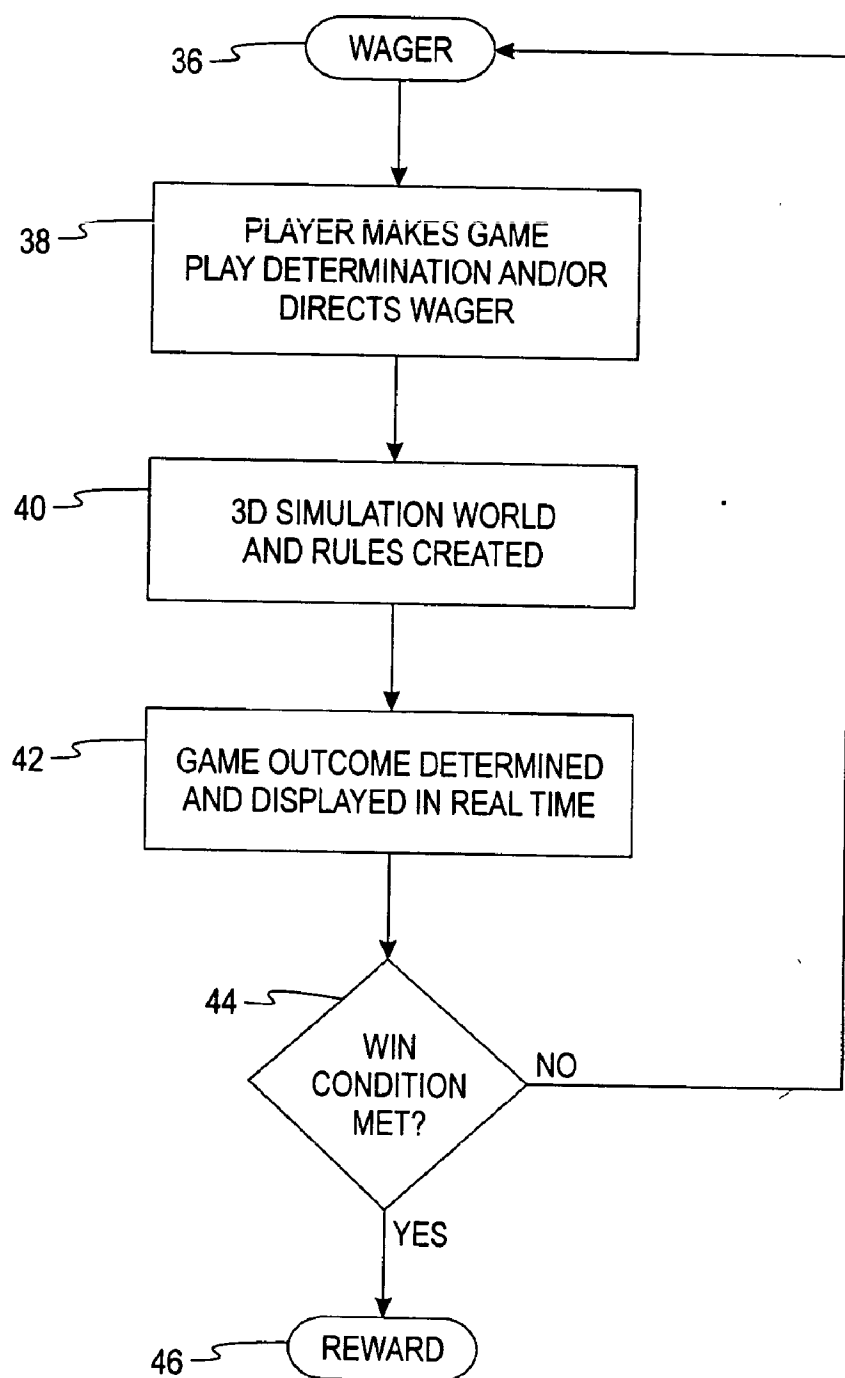 36
WAGER
38
PLAYER MAKES GAME
PLAY DETERMINATION AND/OR
DIRECTS WAGER
40
3D SIMULATION WORLD
AND RULES CREATED
42
GAME OUTCOME DETERMINED
AND DISPLAYED IN REAL TIME
44
WIN
CONDITION
MET?
NO
YES
46
REWARD